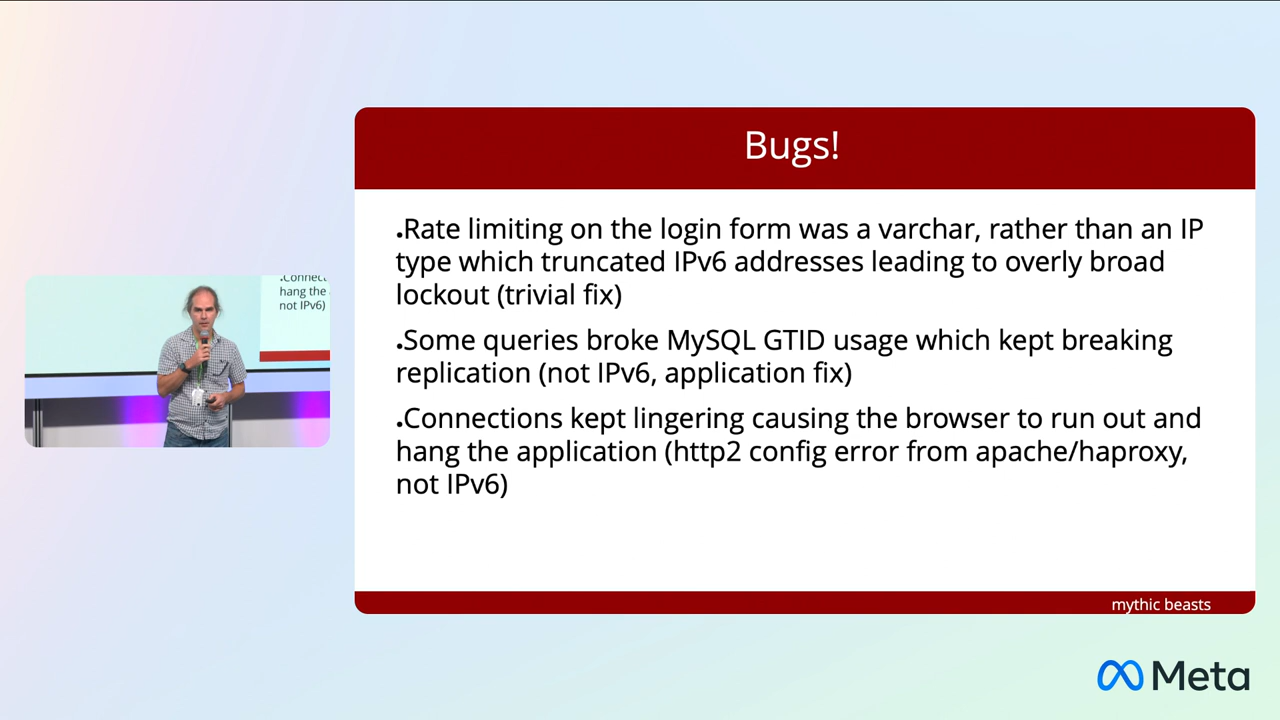 Bugs!
.Rate limiting on the login form was a varchar, rather than an IP
type which truncated IPv6 addresses leading to overly broad
lockout (trivial fix)
.Some queries broke MySQL GTID usage which kept breaking
replication (not IPv6, application fix)
.Connections kept lingering causing the browser to run out and
hang the application (http2 config error from apache/haproxy,
not IPv6)
mythic beasts
.Connect
hang the
not IPv6)
Meta